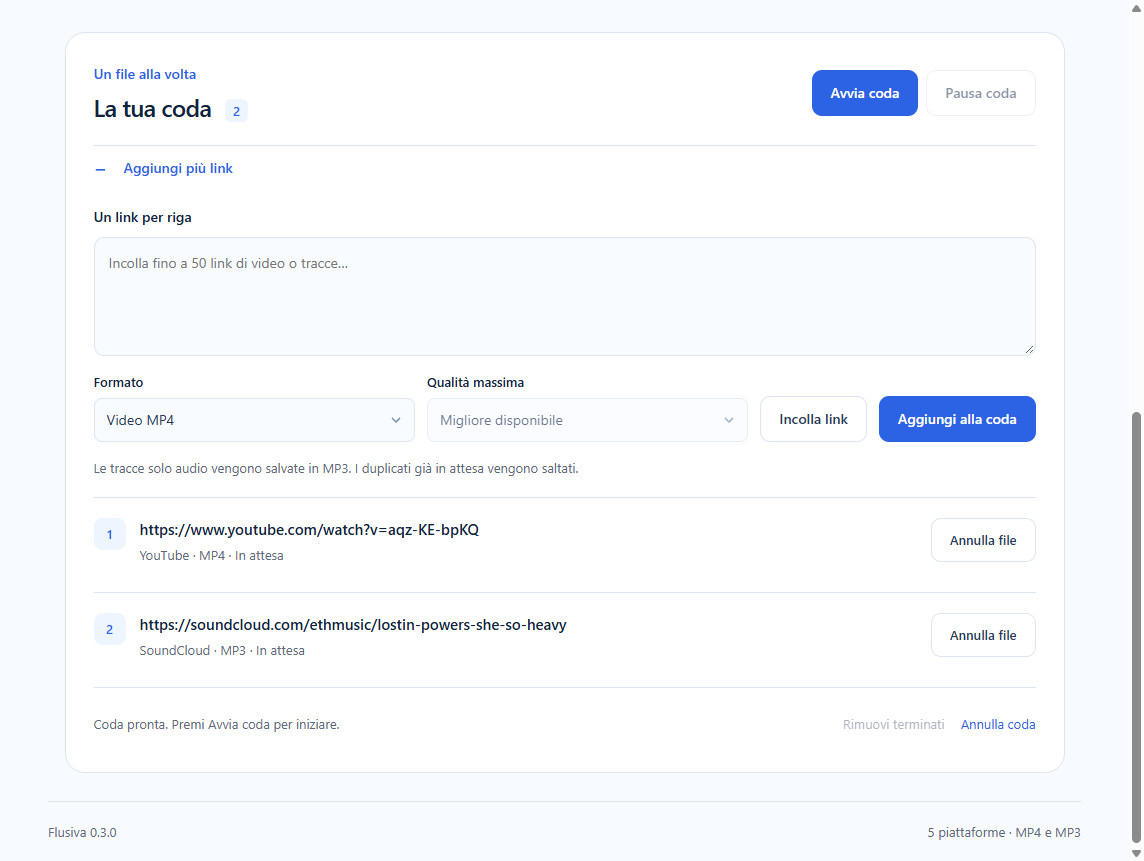 Un file alla volta
La tua coda 2
Avvia coda
Pausa coda
– Aggiungi più link
Un link per riga
Incolla fino a 50 link di video o tracce...
Formato
Qualità massima
Video MP4
Migliore disponibile
Incolla link
Aggiungi alla coda
Le tracce solo audio vengono salvate in MP3. I duplicati già in attesa vengono saltati.
1
https://www.youtube.com/watch?v=aqz-KE-bpKQ
YouTube · MP4 · In attesa
Annulla file
2
https://soundcloud.com/ethmusic/lostin-powers-she-so-heavy
SoundCloud · MP3 · In attesa
Annulla file
Coda pronta. Premi Avvia coda per iniziare.
Rimuovi terminati
Annulla coda
Flusiva 0.3.0
5 piattaforme · MP4 e MP3